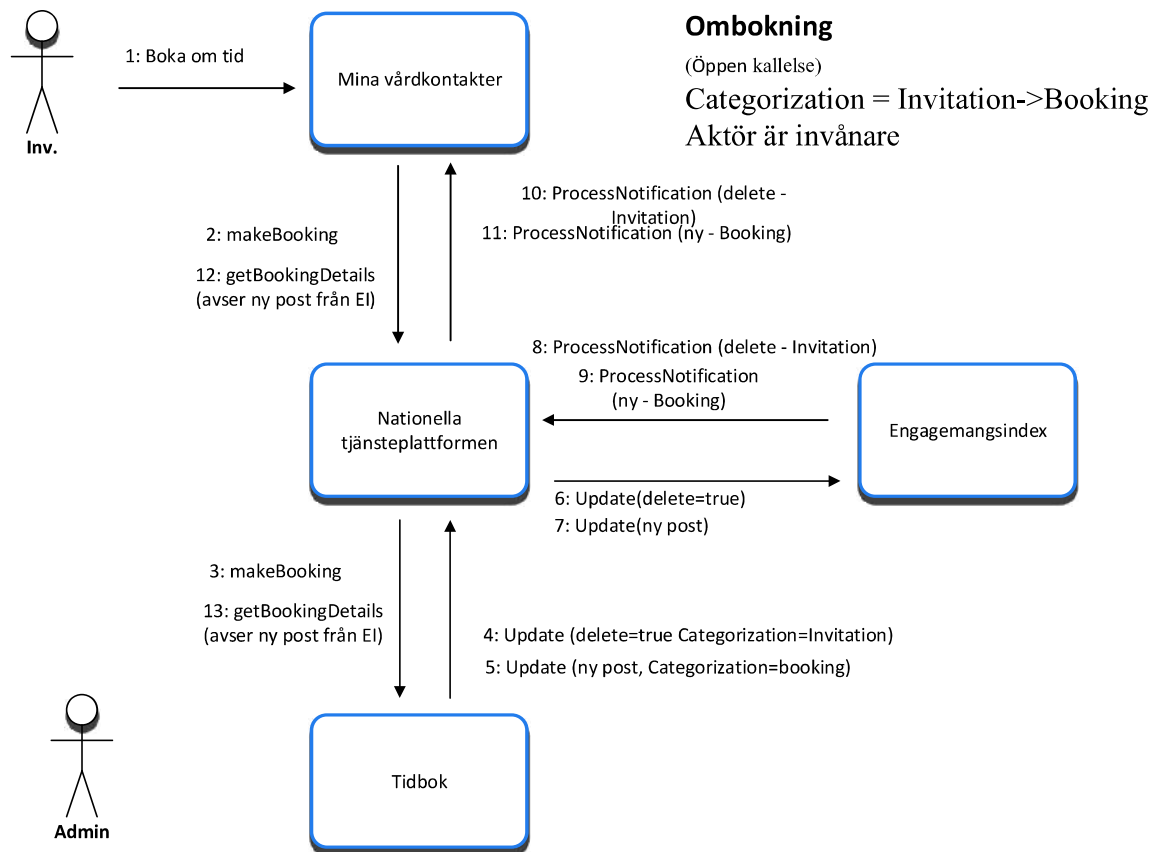 Ombokning
(Öppen kallelse)
Categorization = Invitation->Booking
Aktör är invånare
1: Boka om tid
Inv.
Mina vårdkontakter
10: ProcessNotification (delete -
Invitation)
11: ProcessNotification (ny - Booking)
2: makeBooking
12: getBookingDetails
(avser ny post från EI)
8: ProcessNotification (delete - Invitation)
9: ProcessNotification
(ny - Booking)
Nationella
tjänsteplattformen
Engagemangsindex
6: Update(delete=true)
7: Update(ny post)
3: makeBooking
13: getBookingDetails
(avser ny post från EI)
4: Update (delete=true Categorization=Invitation)
5: Update (ny post, Categorization=booking)
Tidbok
Admin